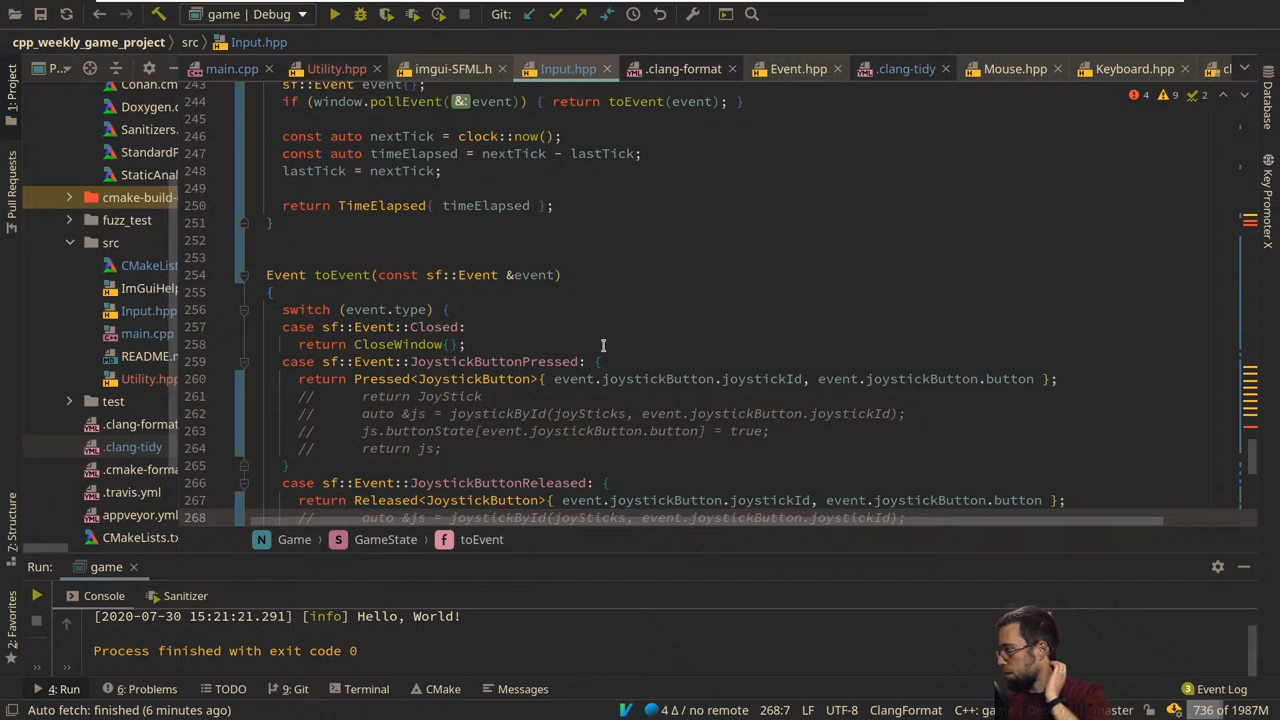 game | Debug
Git:
cpp_weekly_game_project
src
Input.hpp
1: Project
Pull Requests
Z: Structure
2: Favorites
P...
main.cpp
Utility.hpp
imgui-SFML.h
Input.hpp
.clang-format
Event.hpp
.clang-tidy
Mouse.hpp
Keyboard.hpp
cl
Database
Key Promoter X
4 9 2
Conan.cma
Doxygen.c
Sanitizers.
StandardP
StaticAnal
cmake-build-
fuzz_test
src
CMakeList
ImGuiHelp
Input.hpp
main.cpp
README.m
Utility.hpp
test
.clang-format
.clang-tidy
.cmake-format
.travis.yml
appveyor.yml
CMakeLists.tx
243 sf::Event event{};
244 if (window.pollEvent(&: event)) { return toEvent(event); }
245
246 const auto nextTick = clock::now();
247 const auto timeElapsed = nextTick - lastTick;
248 lastTick = nextTick;
249
250 return TimeElapsed{ timeElapsed };
251 }
252
253
254 Event toEvent(const sf::Event &event)
255 {
256 switch (event.type) {
257 case sf::Event::Closed:
258 return CloseWindow{};
259 case sf::Event::JoystickButtonPressed: {
260 return Pressed<JoystickButton>{ event.joystickButton.joystickId, event.joystickButton.button };
261 // return JoyStick
262 // auto &js = joystickById(joySticks, event.joystickButton.joystickId);
263 // js.buttonState[event.joystickButton.button] = true;
264 // return js;
265 }
266 case sf::Event::JoystickButtonReleased: {
267 return Released<JoystickButton>{ event.joystickButton.joystickId, event.joystickButton.button };
268 // auto &js = joystickById(joySticks, event.joystickButton.joystickId);
N Game S GameState f toEvent
Run: game
Console Sanitizer
[2020-07-30 15:21:21.291] [info] Hello, World!
Process finished with exit code 0
4: Run 6: Problems TODO 9: Git Terminal CMake Messages 3 Event Log
Auto fetch: finished (6 minutes ago) 4 Δ / no remote 268:7 LF UTF-8 ClangFormat C++: game master 736 of 1987M